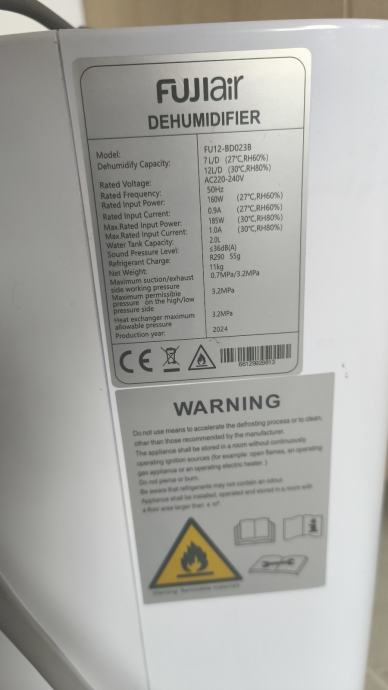 FUJIair
DEHUMIDIFIER
Model: FU12-BD023B
Dehumidify Capacity: 7L/D (27℃,RH60%)
12L/D (30℃,RH80%)
Rated Voltage: AC220-240V
Rated Frequency: 50Hz
Rated Input Power: 160W (27℃,RH60%)
Rated Input Current: 0.9A (27℃,RH60%)
Max.Rated Input Power: 185W (30℃,RH80%)
Max.Rated Input Current: 1.0A (30℃,RH80%)
Water Tank Capacity: 2.0L
Sound Pressure Level: ≤36dB(A)
Refrigerant Charge: R290 55g
Net Weight: 11kg
Maximum suction/exhaust 0.7MPa/3.2MPa
side working pressure
Maximum permissible 3.2MPa
pressure on the high/low
pressure side
Heat exchanger maximum 3.2MPa
allowable pressure
Production year: 2024
CE
WARNING
Do not use means to accelerate the defrosting process or to clean,
other than those recommended by the manufacturer.
The appliance shall be stored in a room without continuously
operating ignition sources (for example: open flames, an operating
gas appliance or an operating electric heater.)
Do not pierce or burn.
Be aware that refrigerants may not contain an odour.
Appliance shall be installed, operated and stored in a room with
a floor area larger than 4 m².
Warning: flammable materials